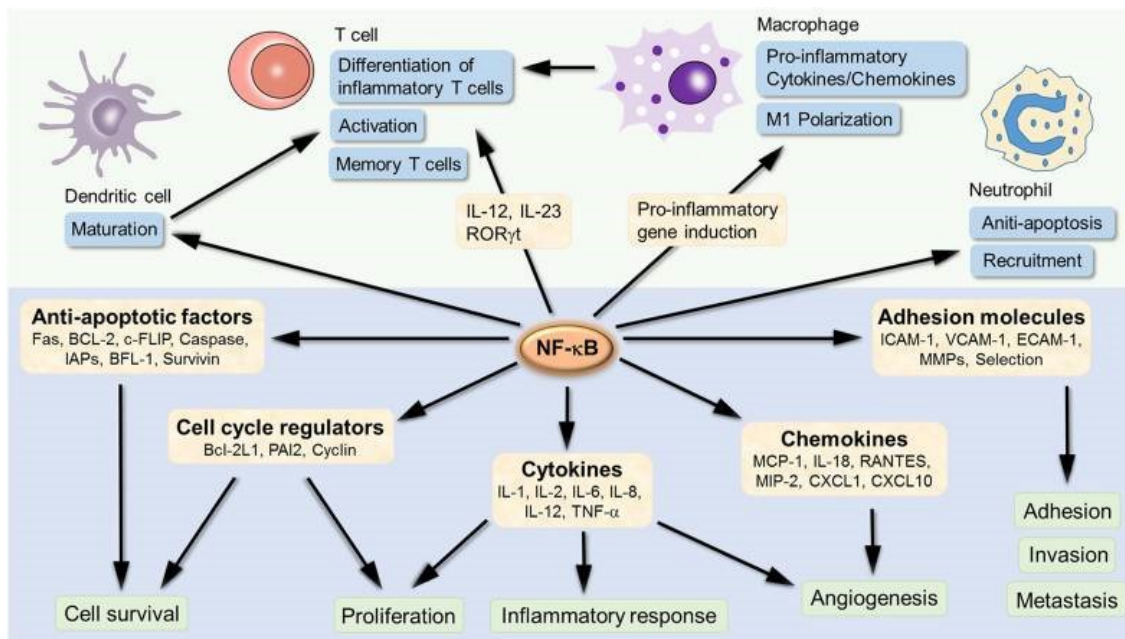 T cell
Differentiation of
inflammatory T cells
Activation
Memory T cells
Macrophage
Pro-inflammatory
Cytokines/Chemokines
M1 Polarization
Dendritic cell
Maturation
IL-12, IL-23
RORγt
Pro-inflammatory
gene induction
Neutrophil
Aniti-apoptosis
Recruitment
Anti-apoptotic factors
Fas, BCL-2, c-FLIP, Caspase,
IAPs, BFL-1, Survivin
NF-κB
Adhesion molecules
ICAM-1, VCAM-1, ECAM-1,
MMPs, Selection
Cell cycle regulators
Bcl-2L1, PAI2, Cyclin
Cytokines
IL-1, IL-2, IL-6, IL-8,
IL-12, TNF-α
Chemokines
MCP-1, IL-18, RANTES,
MIP-2, CXCL1, CXCL10
Adhesion
Invasion
Metastasis
Cell survival
Proliferation
Inflammatory response
Angiogenesis